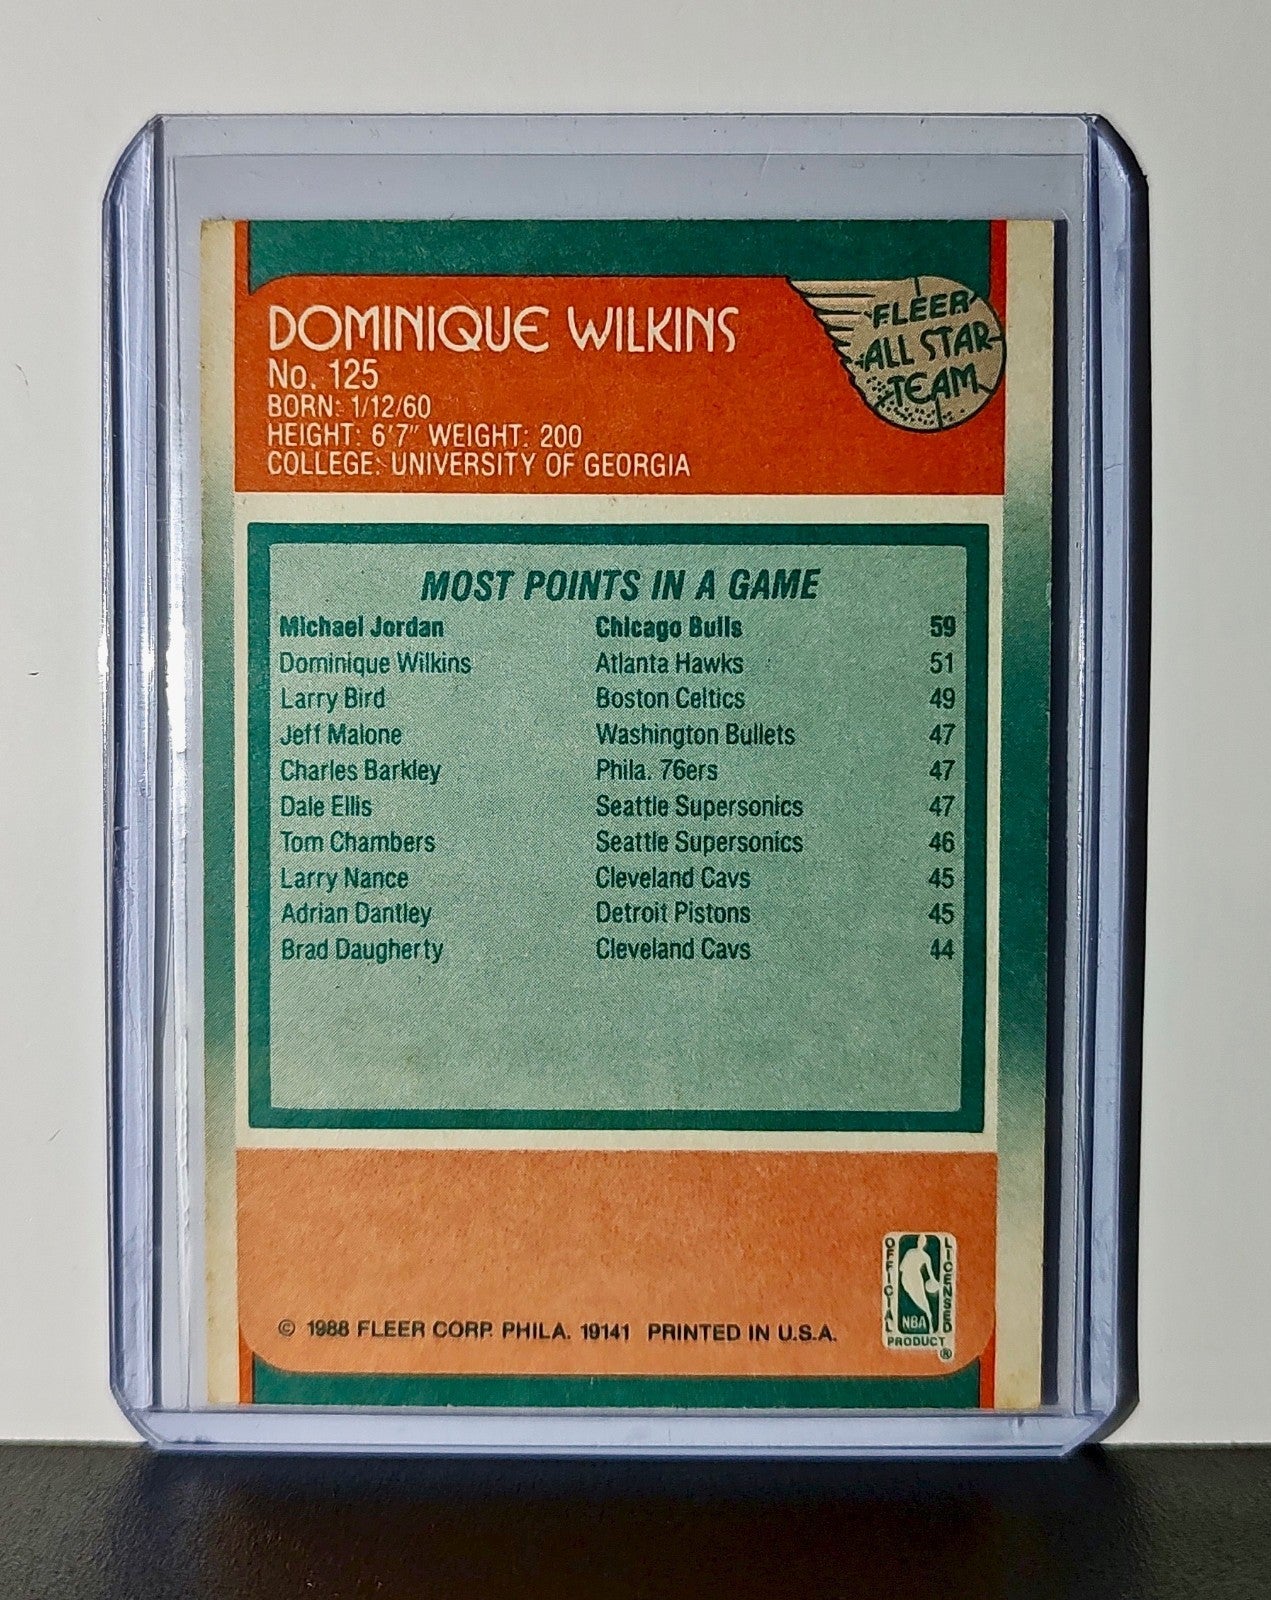 DOMINIQUE WILKINS
No. 125
BORN: 1/12/60
HEIGHT: 6'7" WEIGHT: 200
COLLEGE: UNIVERSITY OF GEORGIA
FLEER
ALL STAR
TEAM
MOST POINTS IN A GAME
Michael Jordan Chicago Bulls 59
Dominique Wilkins Atlanta Hawks 51
Larry Bird Boston Celtics 49
Jeff Malone Washington Bullets 47
Charles Barkley Phila. 76ers 47
Dale Ellis Seattle Supersonics 47
Tom Chambers Seattle Supersonics 46
Larry Nance Cleveland Cavs 45
Adrian Dantley Detroit Pistons 45
Brad Daugherty Cleveland Cavs 44
© 1988 FLEER CORP. PHILA. 19141 PRINTED IN U.S.A.
OFFICIAL
LICENSED
NBA
PRODUCT
®